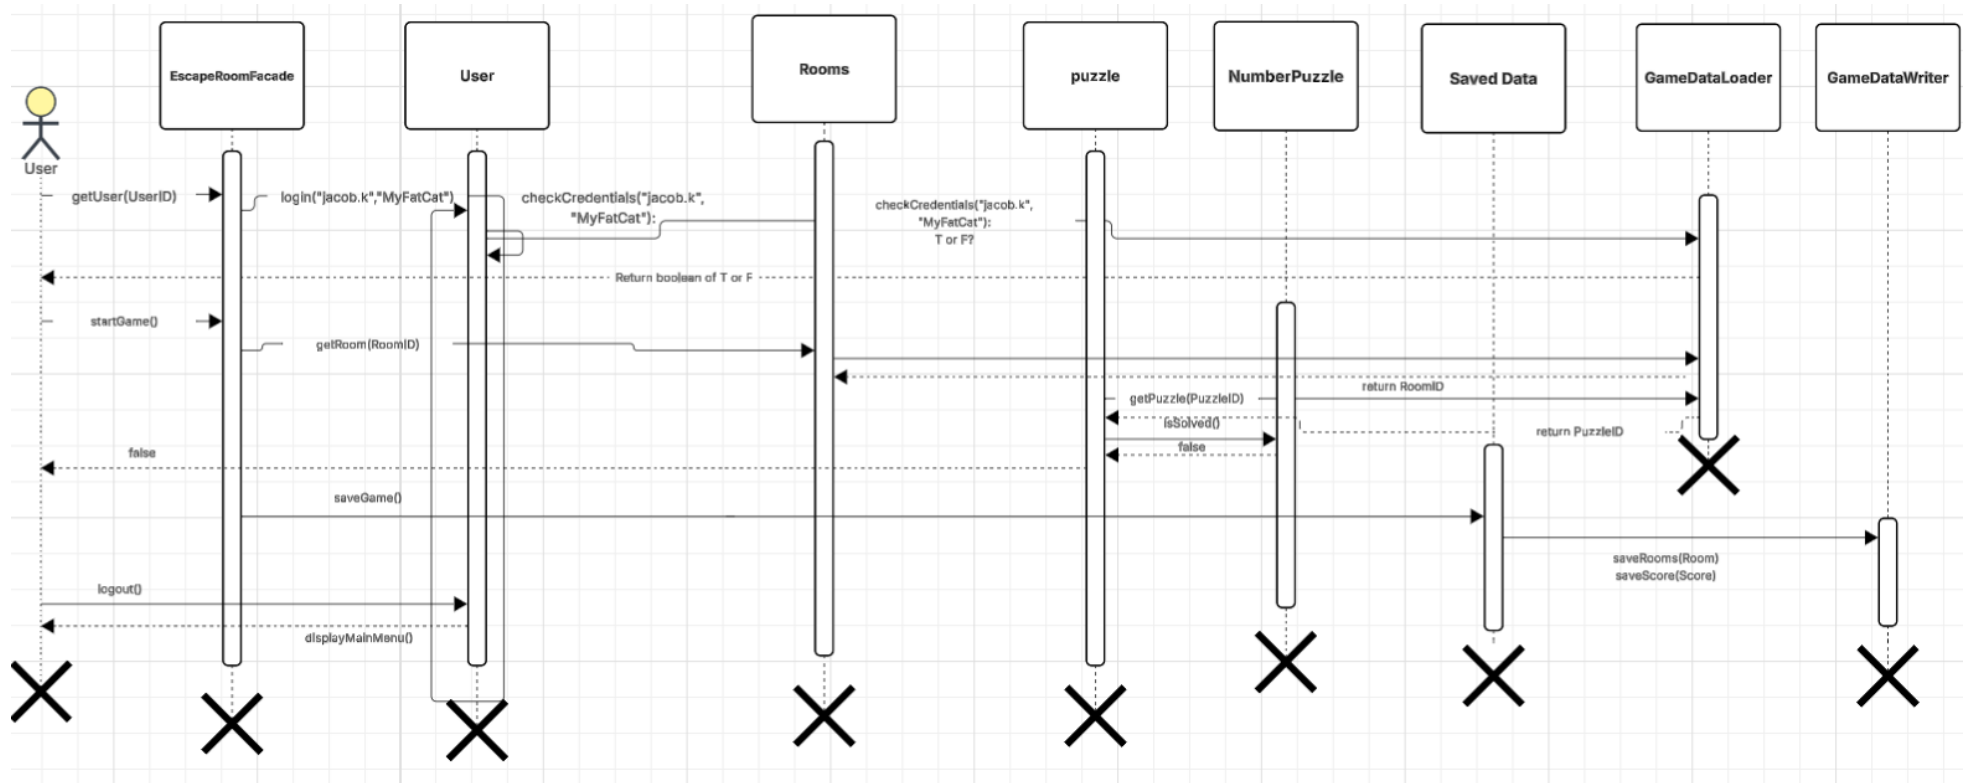 EscapeRoomFacade
User
Rooms
puzzle
NumberPuzzle
Saved Data
GameDataLoader
GameDataWriter
User
getUser(UserID)
login("jacob.k","MyFatCat")
checkCredentials("jacob.k",
"MyFatCat"):
checkCredentials("jacob.k",
"MyFatCat"):
T or F?
Return boolean of T or F
startGame()
getRoom(RoomID)
return RoomID
getPuzzle(PuzzleID)
isSolved()
return PuzzleID
false
false
saveGame()
saveRooms(Room)
saveScore(Score)
logout()
displayMainMenu()